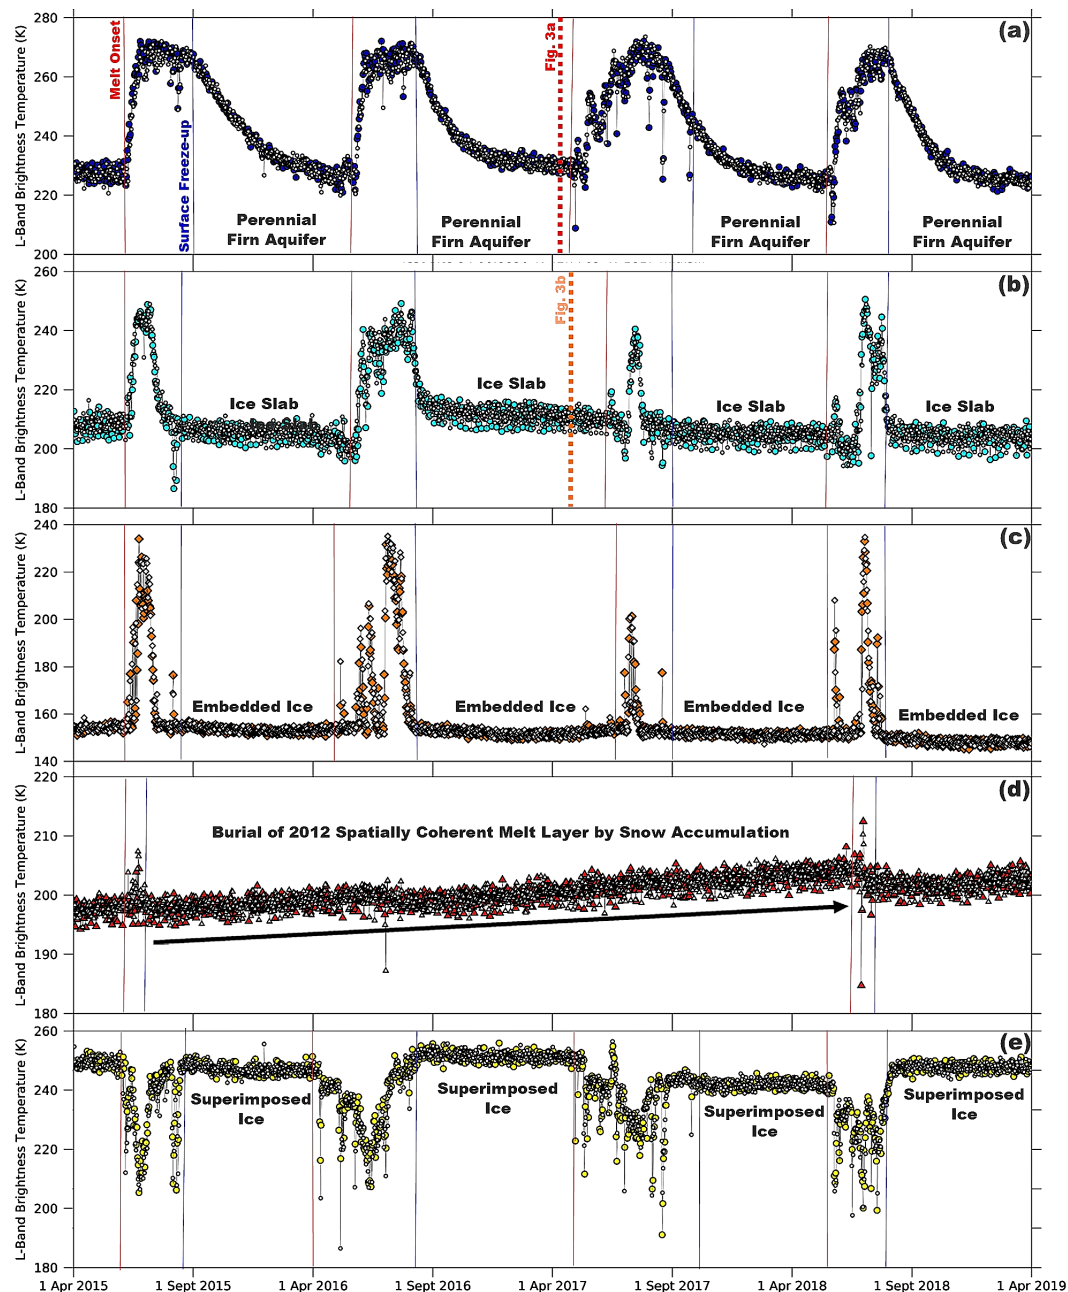 L-Band Brightness Temperature (K)
280
260
240
220
200
Melt Onset
Surface Freeze-up
Fig. 3a
(a)
Perennial
Firn Aquifer
Perennial
Firn Aquifer
Perennial
Firn Aquifer
Perennial
Firn Aquifer
L-Band Brightness Temperature (K)
260
240
220
200
180
Fig. 3b
(b)
Ice Slab
Ice Slab
Ice Slab
Ice Slab
L-Band Brightness Temperature (K)
240
220
200
180
160
140
(c)
Embedded Ice
Embedded Ice
Embedded Ice
Embedded Ice
L-Band Brightness Temperature (K)
220
210
200
190
180
(d)
Burial of 2012 Spatially Coherent Melt Layer by Snow Accumulation
L-Band Brightness Temperature (K)
260
240
220
200
180
(e)
Superimposed
Ice
Superimposed
Ice
Superimposed
Ice
Superimposed
Ice
1 Apr 2015
1 Sept 2015
1 Apr 2016
1 Sept 2016
1 Apr 2017
1 Sept 2017
1 Apr 2018
1 Sept 2018
1 Apr 2019